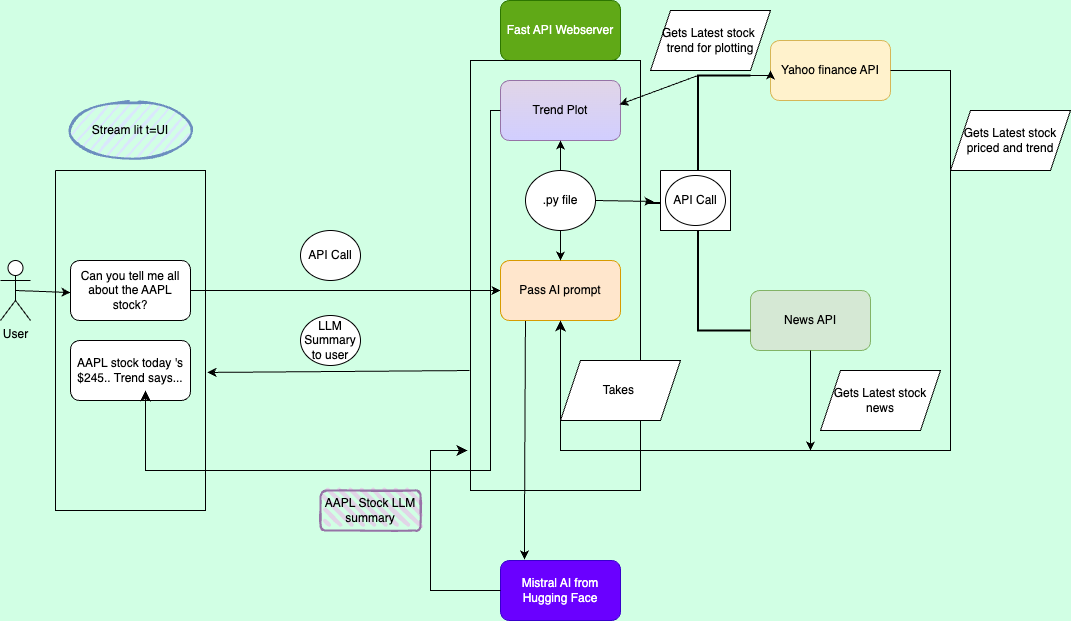 Fast API Webserver
Gets Latest stock
trend for plotting
Yahoo finance API
Trend Plot
Stream lit t=UI
Gets Latest stock
priced and trend
.py file
API Call
API Call
Can you tell me all
about the AAPL
stock?
Pass AI prompt
News API
User
LLM
Summary
to user
AAPL stock today 's
$245.. Trend says...
Takes
Gets Latest stock
news
AAPL Stock LLM
summary
Mistral AI from
Hugging Face